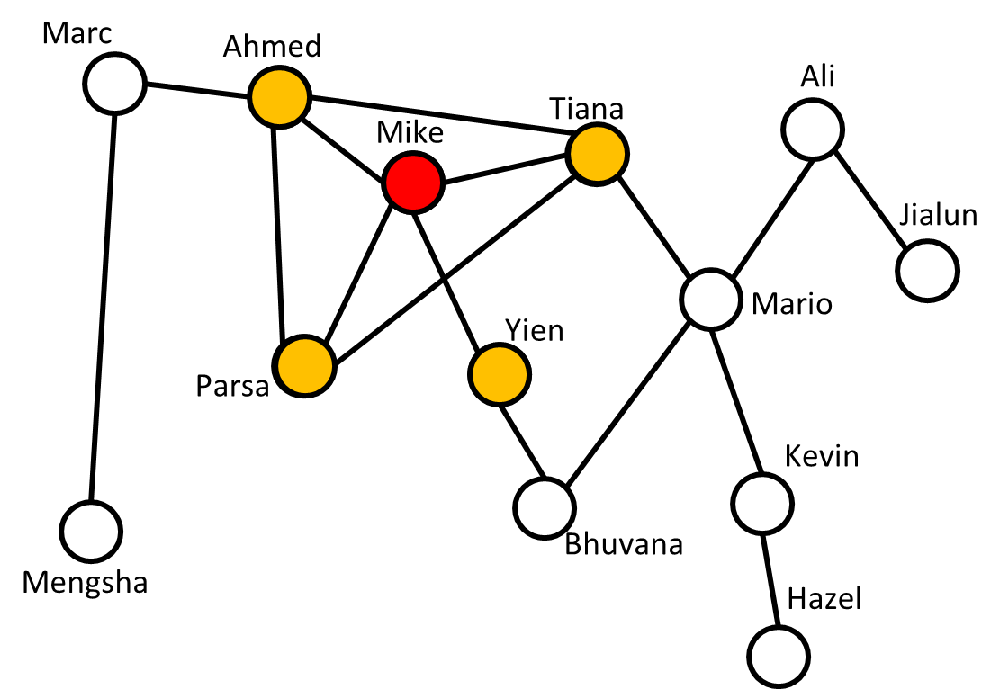 Marc
Ahmed
Ali
Tiana
Mike
Jialun
Mario
Yien
Parsa
Kevin
Bhuvana
Mengsha
Hazel